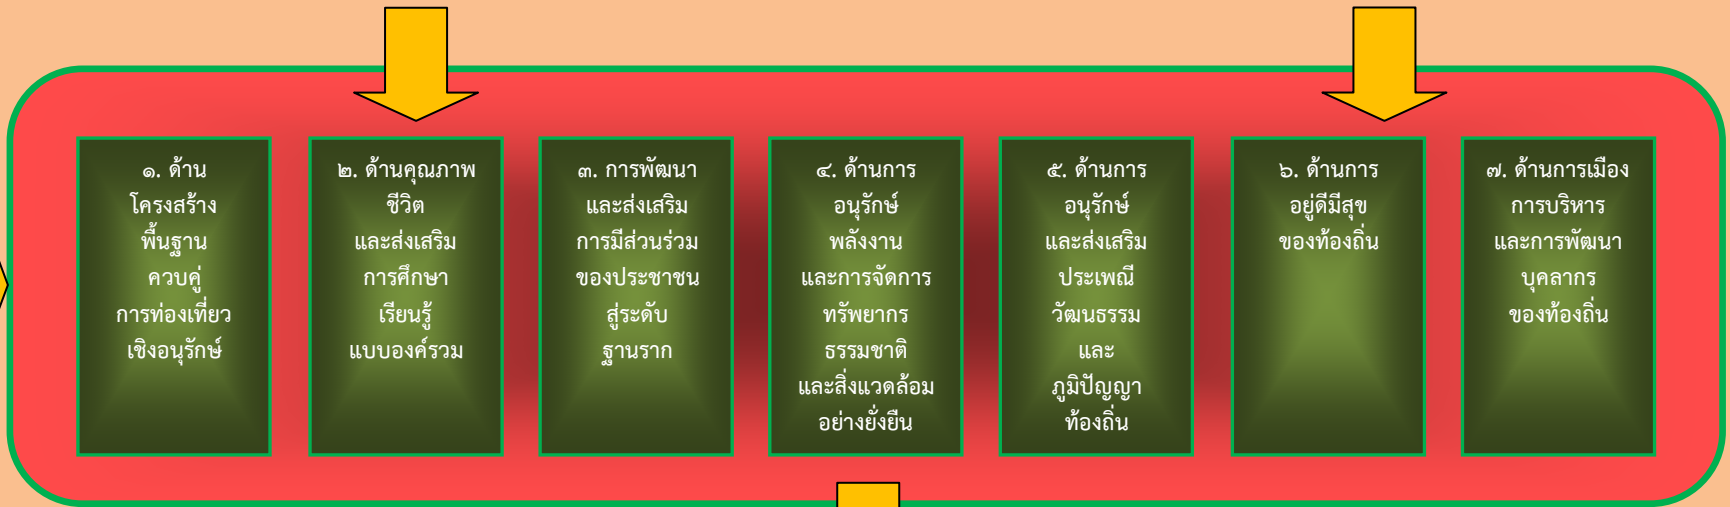 ๑. ด้าน
โครงสร้าง
พื้นฐาน
ควบคู่
การท่องเที่ยว
เชิงอนุรักษ์
๒. ด้านคุณภาพ
ชีวิต
และส่งเสริม
การศึกษา
เรียนรู้
แบบองค์รวม
๓. การพัฒนา
และส่งเสริม
การมีส่วนร่วม
ของประชาชน
สู่ระดับ
ฐานราก
๔. ด้านการ
อนุรักษ์
พลังงาน
และการจัดการ
ทรัพยากร
ธรรมชาติ
และสิ่งแวดล้อม
อย่างยั่งยืน
๕. ด้านการ
อนุรักษ์
และส่งเสริม
ประเพณี
วัฒนธรรม
และ
ภูมิปัญญา
ท้องถิ่น
๖. ด้านการ
อยู่ดีมีสุข
ของท้องถิ่น
๗. ด้านการเมือง
การบริหาร
และการพัฒนา
บุคลากร
ของท้องถิ่น